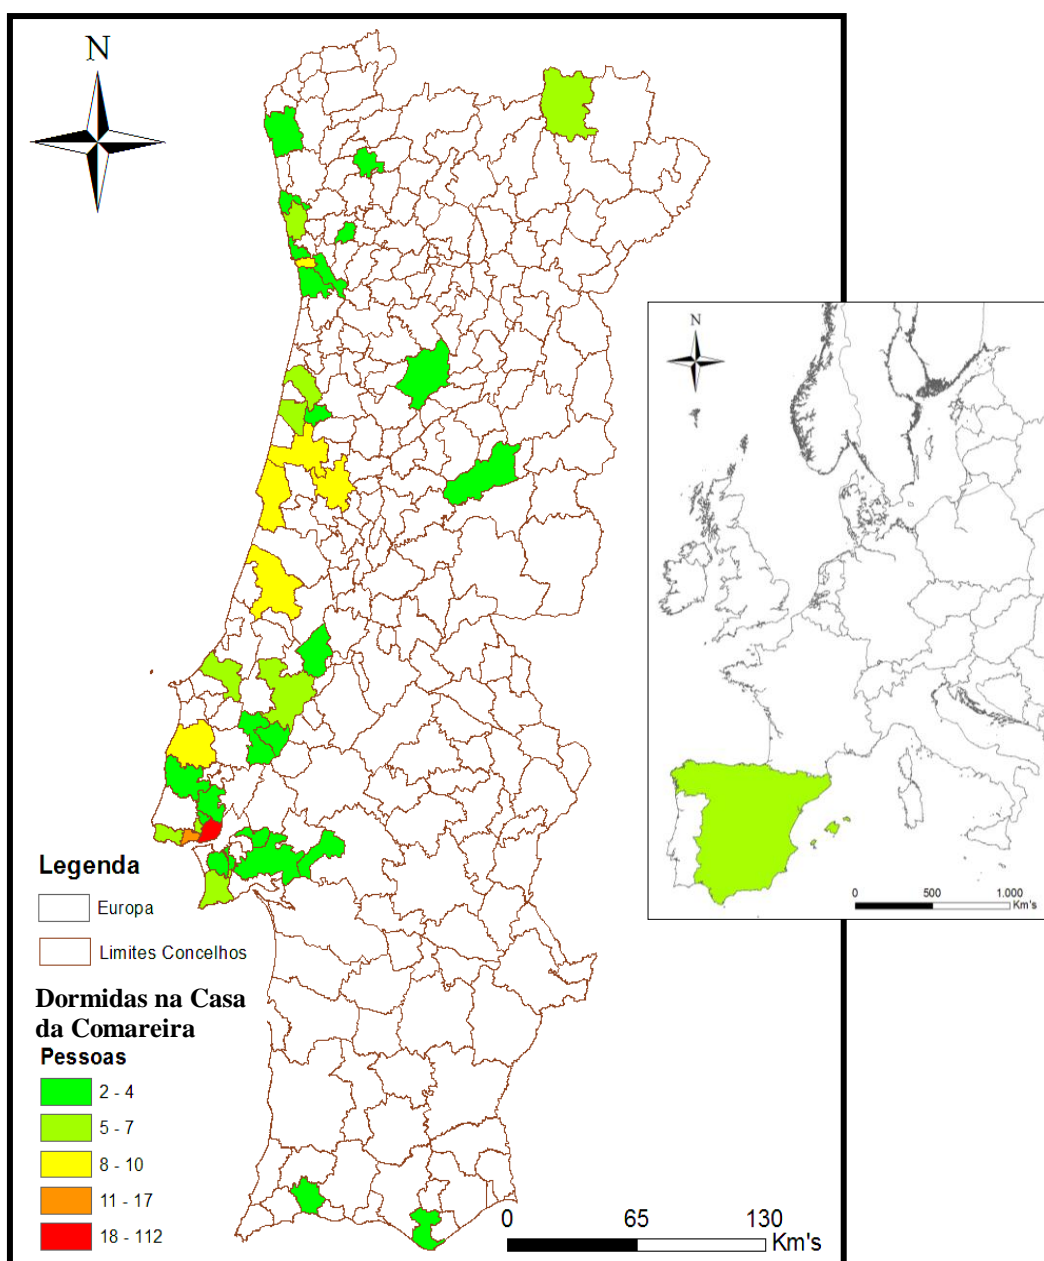 N
N
0
500
1.000
Km's
Legenda
Europa
Limites Concelhos
Dormidas na Casa
da Comareira
Pessoas
2 - 4
5 - 7
8 - 10
11 - 17
18 - 112
0
65
130
Km's